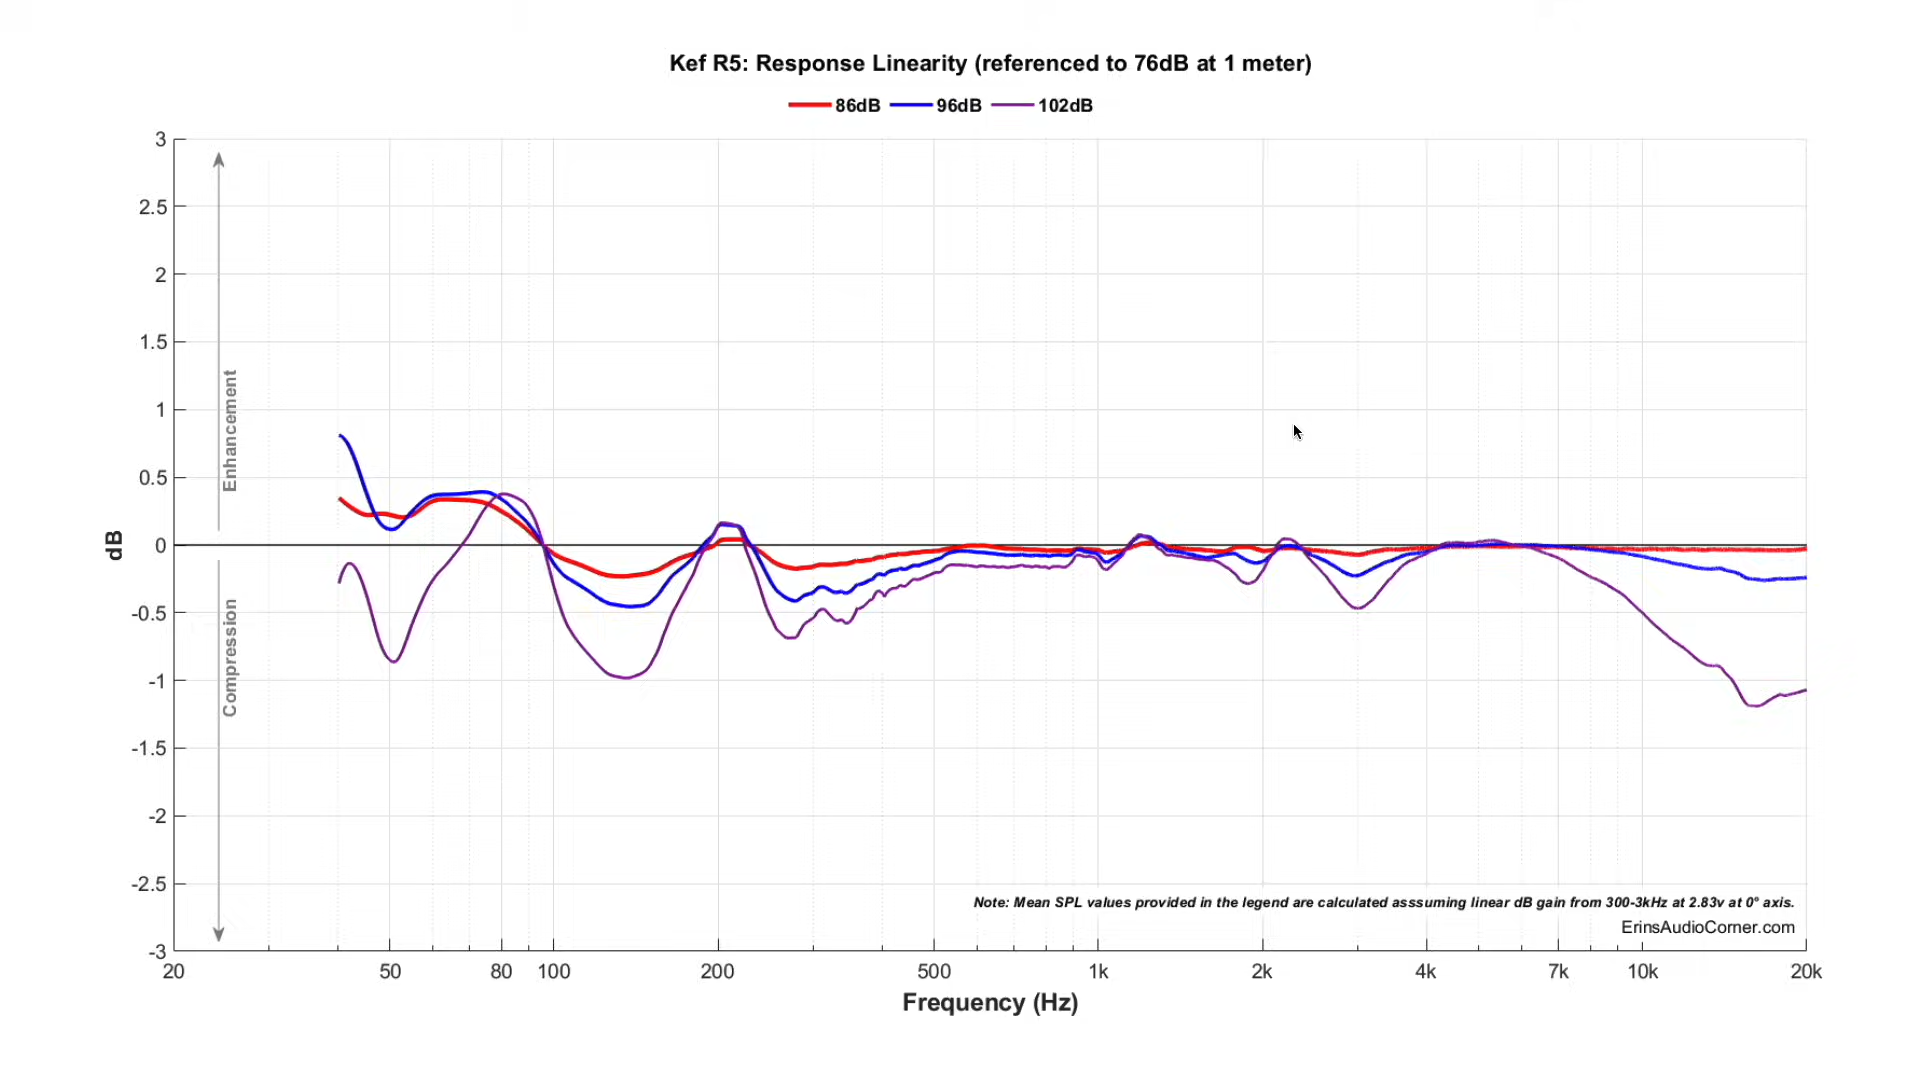 Kef R5: Response Linearity (referenced to 76dB at 1 meter)
86dB 96dB 102dB
3
2.5
2
1.5
1
0.5
0
-0.5
-1
-1.5
-2
-2.5
-3
dB
Enhancement
Compression
Note: Mean SPL values provided in the legend are calculated asssuming linear dB gain from 300-3kHz at 2.83v at 0° axis.
ErinsAudioCorner.com
20 50 80 100 200 500 1k 2k 4k 7k 10k 20k
Frequency (Hz)